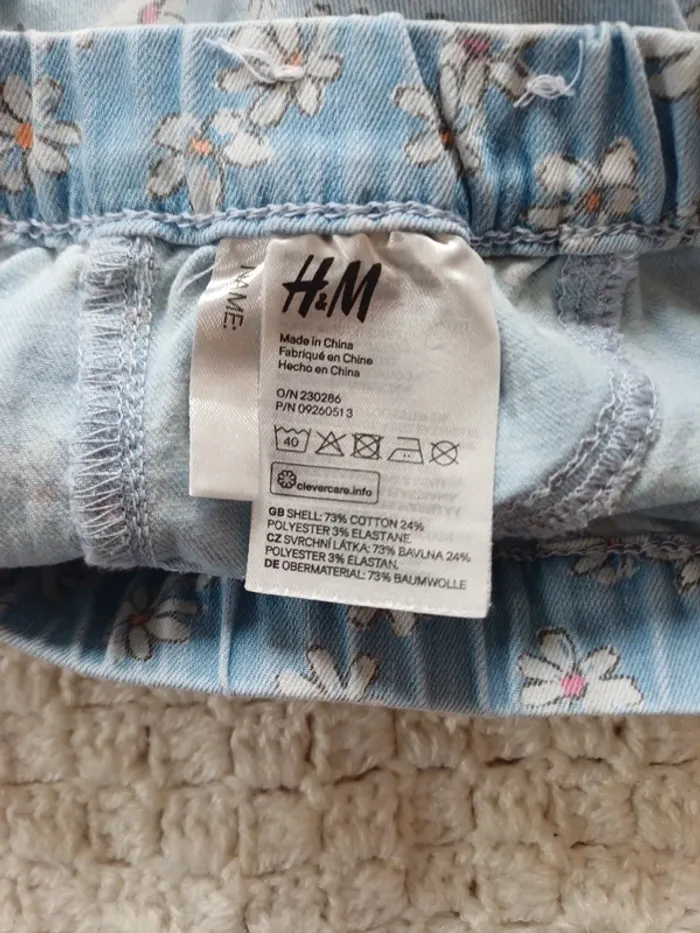 NAME:
H&M
Made in China
Fabriqué en Chine
Hecho en China
O/N 230286
P/N 09260513
40
clevercare.info
GB SHELL: 73% COTTON 24%
POLYESTER 3% ELASTANE
CZ SVRCHNÍ LÁTKA: 73% BAVLNA 24%
POLYESTER 3% ELASTAN.
DE OBERMATERIAL: 73% BAUMWOLLE